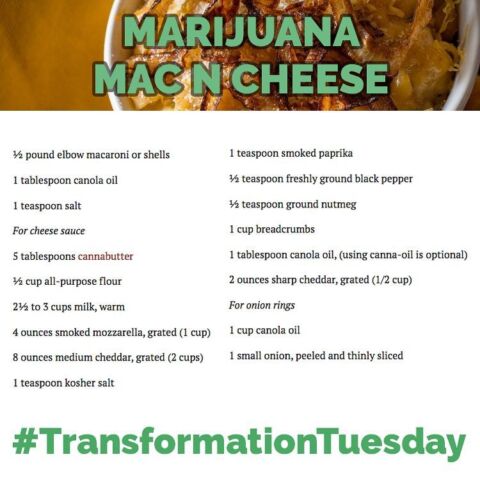 MARIJUANA
MAC N CHEESE
½ pound elbow macaroni or shells
1 tablespoon canola oil
1 teaspoon salt
For cheese sauce
5 tablespoons cannabutter
½ cup all-purpose flour
2½ to 3 cups milk, warm
4 ounces smoked mozzarella, grated (1 cup)
8 ounces medium cheddar, grated (2 cups)
1 teaspoon kosher salt
1 teaspoon smoked paprika
½ teaspoon freshly ground black pepper
½ teaspoon ground nutmeg
1 cup breadcrumbs
1 tablespoon canola oil, (using canna-oil is optional)
2 ounces sharp cheddar, grated (1/2 cup)
For onion rings
1 cup canola oil
1 small onion, peeled and thinly sliced
#TransformationTuesday